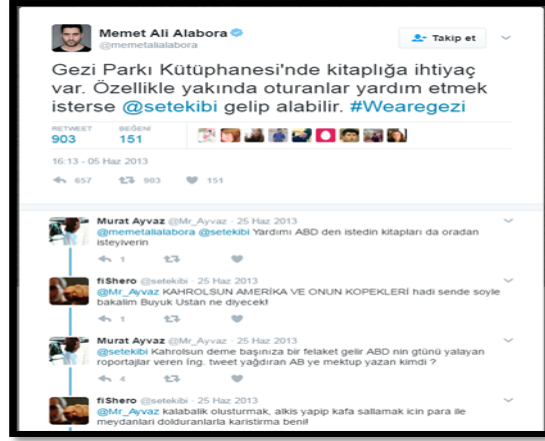 Memet Ali Alabora
@memetalialabora
Takip et
Gezi Parkı Kütüphanesi'nde kitaplığa ihtiyaç
var. Özellikle yakında oturanlar yardım etmek
isterse @setekibi gelip alabilir. #Wearegezi
RETWEET BEĞENİ
903 151
16:13 - 05 Haz 2013
657 903 151
Murat Ayvaz @Mr_Ayvaz · 25 Haz 2013
@memetalialabora @setekibi Yardımı ABD den istedin kitapları da oradan
isteyiverin
1
fiShero @setekibi · 25 Haz 2013
@Mr_Ayvaz KAHROLSUN AMERİKA VE ONUN KOPEKLERİ hadi sende soyle
bakalim Buyuk Ustan ne diyecek!
1
Murat Ayvaz @Mr_Ayvaz · 25 Haz 2013
@setekibi Kahrolsun deme başınıza bir felaket gelir ABD nin gtünü yalayan
roportajlar veren İng. tweet yağdıran AB ye mektup yazan kimdi ?
4
fiShero @setekibi · 25 Haz 2013
@Mr_Ayvaz kalabalik olusturmak, alkis yapip kafa sallamak icin para ile
meydanlari dolduranlarla karistirma beni!